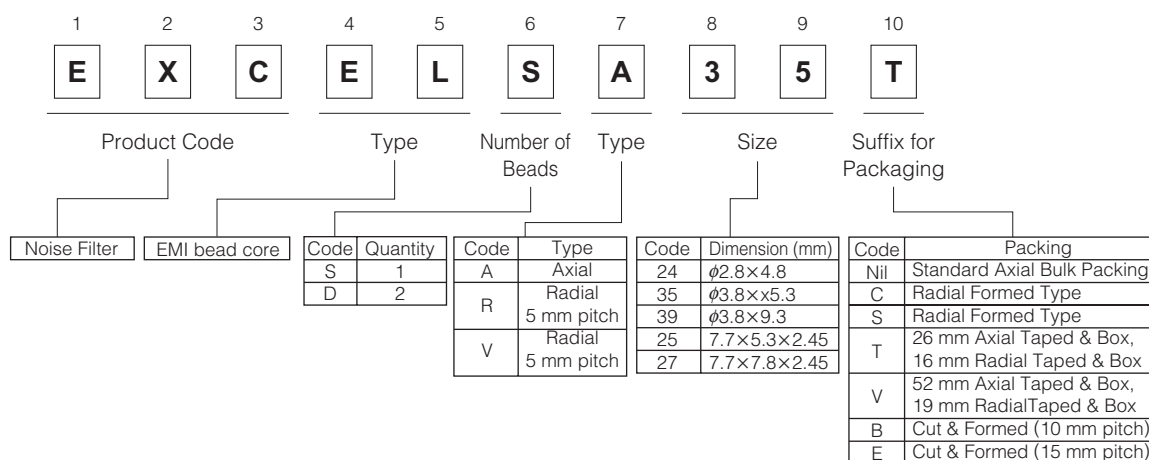 1 2 3 4 5 6 7 8 9 10
E X C E L S A 3 5 T
Product Code
Type
Number of
Beads
Type
Size
Suffix for
Packaging
Noise Filter
EMI bead core
Code Quantity
S 1
D 2
Code Type
A Axial
R Radial
5 mm pitch
V Radial
5 mm pitch
Code Dimension (mm)
24 ϕ2.8×4.8
35 ϕ3.8×x5.3
39 ϕ3.8×9.3
25 7.7×5.3×2.45
27 7.7×7.8×2.45
Code Packing
Nil Standard Axial Bulk Packing
C Radial Formed Type
S Radial Formed Type
T 26 mm Axial Taped & Box,
16 mm Radial Taped & Box
V 52 mm Axial Taped & Box,
19 mm RadialTaped & Box
B Cut & Formed (10 mm pitch)
E Cut & Formed (15 mm pitch)